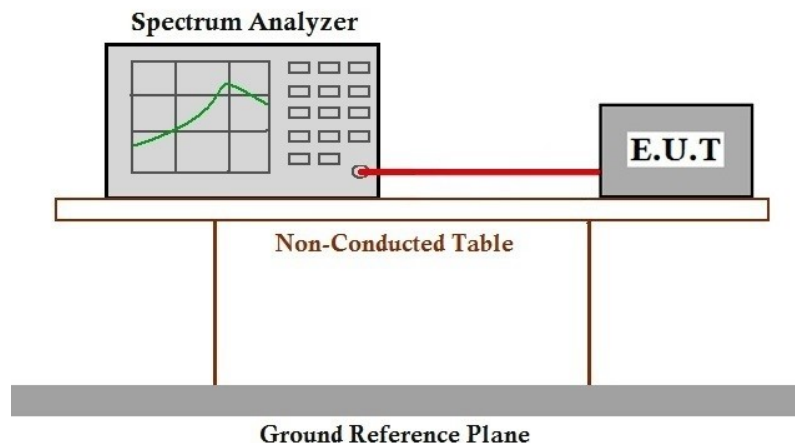 Spectrum Analyzer
E.U.T
Non-Conducted Table
Ground Reference Plane